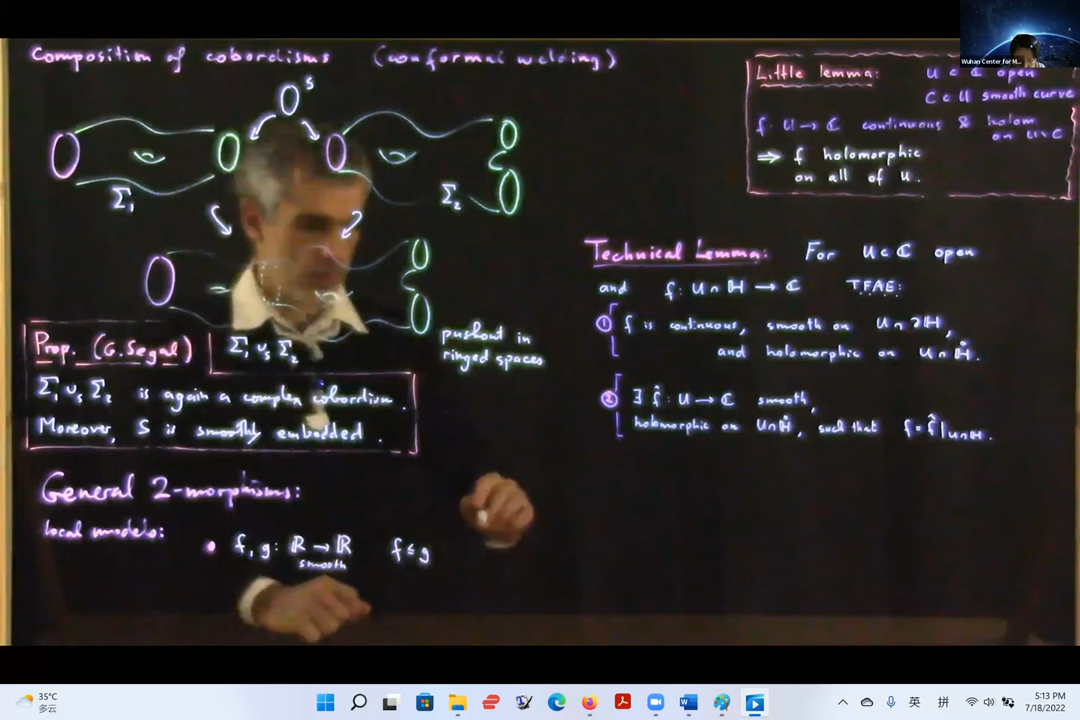 Composition of cobordisms (conformal welding)
S
Σ₁
Σ₂
Σ₁ ∪ₛ Σ₂
pushout in
ringed spaces
Prop. (G. Segal)
Σ₁ ∪ₛ Σ₂ is again a complex cobordism.
Moreover, S is smoothly embedded.
General 2-morphisms:
local models:
• f, g: ℝ → ℝ f ≤ g
smooth
Little lemma: U ⊂ ℂ open
C ⊂ U smooth curve
f: U → ℂ continuous & holom
on U\C
⇒ f holomorphic
on all of U.
Technical Lemma: For U ⊂ ℂ open
and f: U ∩ ℍ → ℂ TFAE:
① f is continuous, smooth on U ∩ ∂ℍ,
and holomorphic on U ∩ ℍ̊.
② ∃ f̂: U → ℂ smooth,
holomorphic on U ∩ ℍ̊, such that f = f̂|U∩ℍ.
Wuhan Center for M...
35°C
多云
英
拼
5:13 PM
7/18/2022